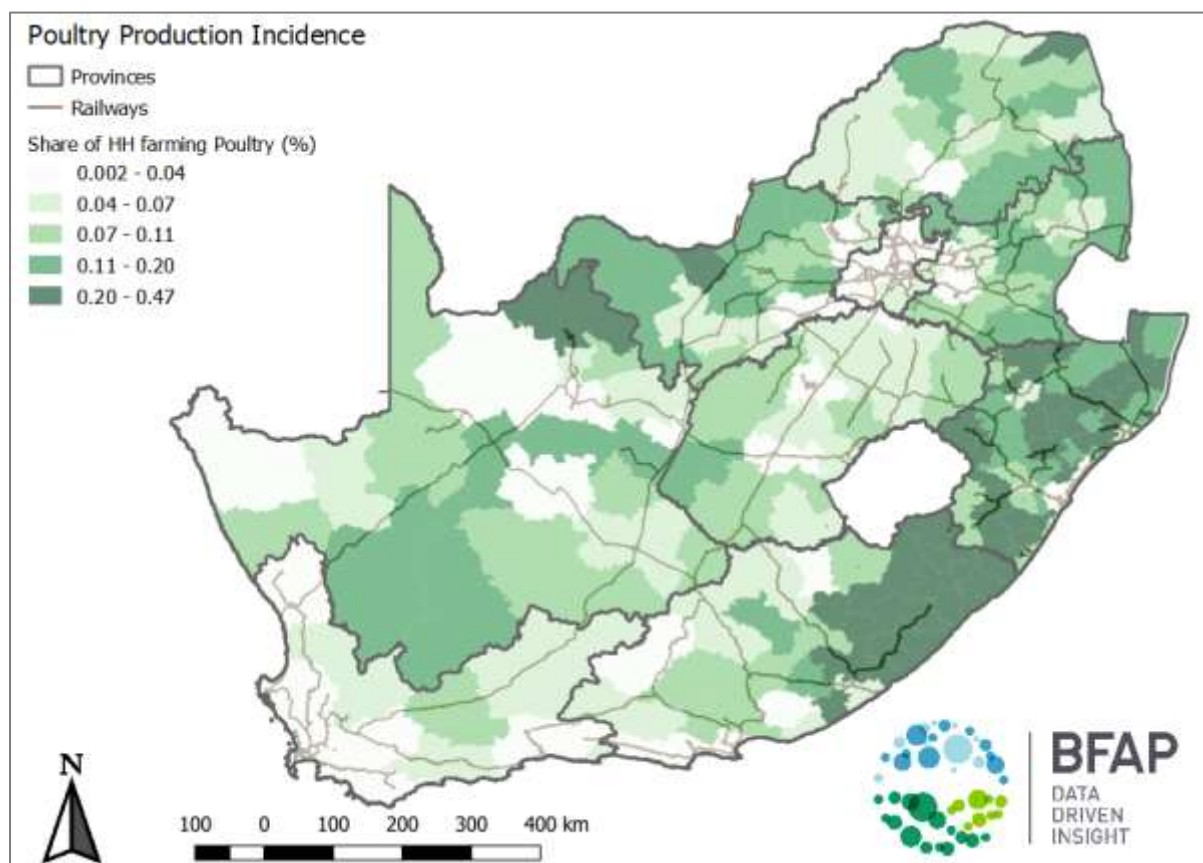 Poultry Production Incidence
Provinces
Railways
Share of HH farming Poultry (%)
0.002 - 0.04
0.04 - 0.07
0.07 - 0.11
0.11 - 0.20
0.20 - 0.47
N
100 0 100 200 300 400 km
BFAP
DATA
DRIVEN
INSIGHT